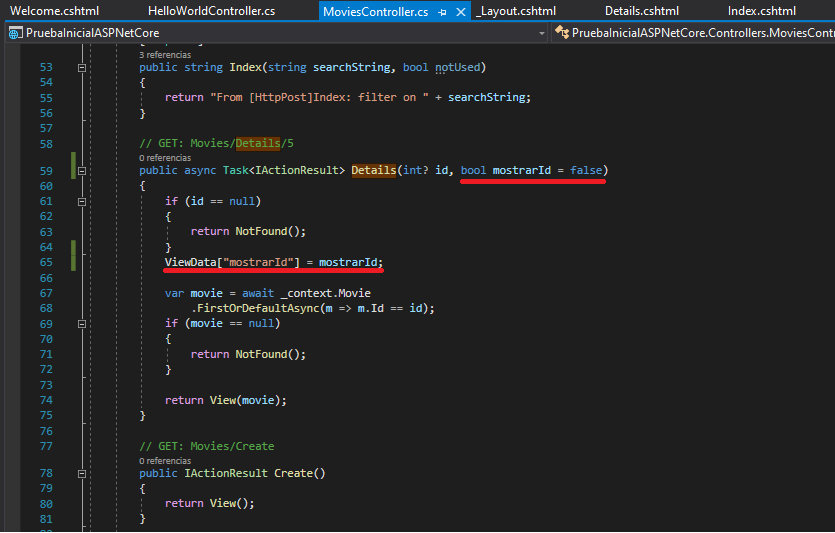 Welcome.cshtml HelloWorldController.cs MoviesController.cs _Layout.cshtml Details.cshtml Index.cshtml
PruebaInicialASPNetCore PruebaInicialASPNetCore.Controllers.MoviesContr
3 referencias
53 public string Index(string searchString, bool notUsed)
54 {
55 return "From [HttpPost]Index: filter on " + searchString;
56 }
57
58 // GET: Movies/Details/5
0 referencias
59 public async Task<IActionResult> Details(int? id, bool mostrarId = false)
60 {
61 if (id == null)
62 {
63 return NotFound();
64 }
65 ViewData["mostrarId"] = mostrarId;
66
67 var movie = await _context.Movie
68 .FirstOrDefaultAsync(m => m.Id == id);
69 if (movie == null)
70 {
71 return NotFound();
72 }
73
74 return View(movie);
75 }
76
77 // GET: Movies/Create
0 referencias
78 public IActionResult Create()
79 {
80 return View();
81 }